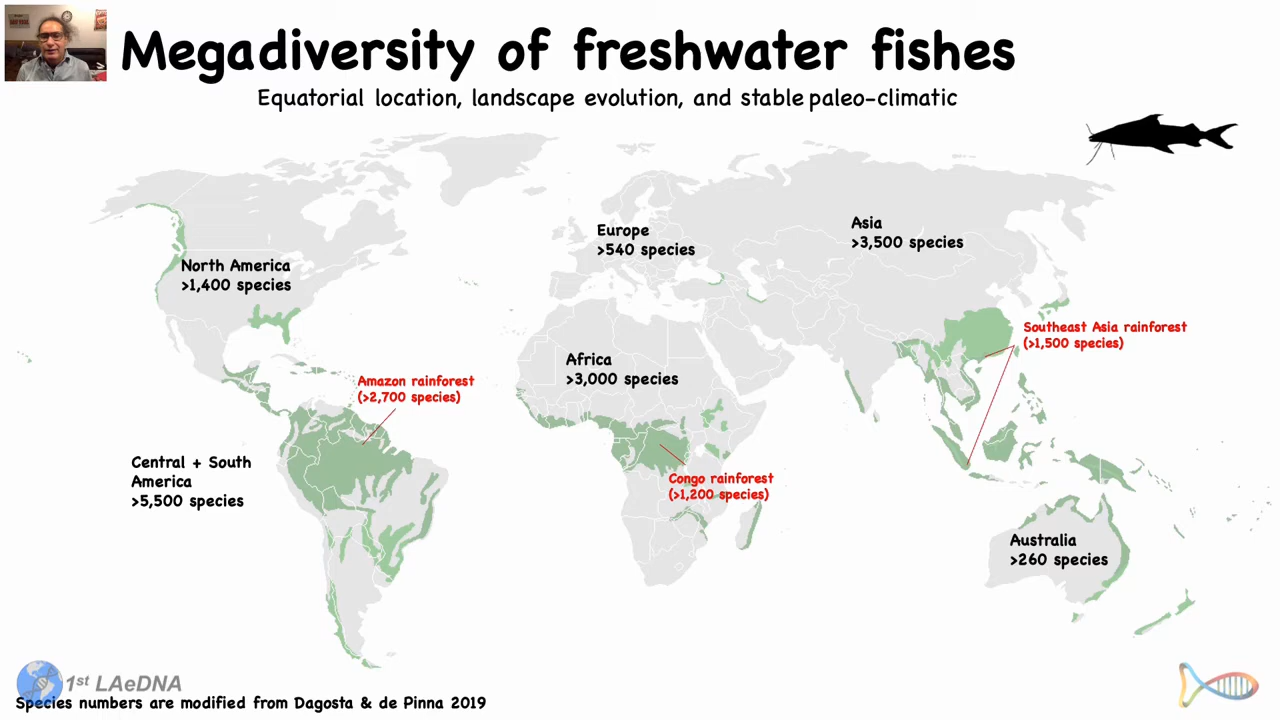 Megadiversity of freshwater fishes
Equatorial location, landscape evolution, and stable paleo-climatic
Europe
>540 species
Asia
>3,500 species
North America
>1,400 species
Southeast Asia rainforest
(>1,500 species)
Africa
>3,000 species
Amazon rainforest
(>2,700 species)
Central + South
America
>5,500 species
Congo rainforest
(>1,200 species)
Australia
>260 species
1st LAeDNA
Species numbers are modified from Dagosta & de Pinna 2019